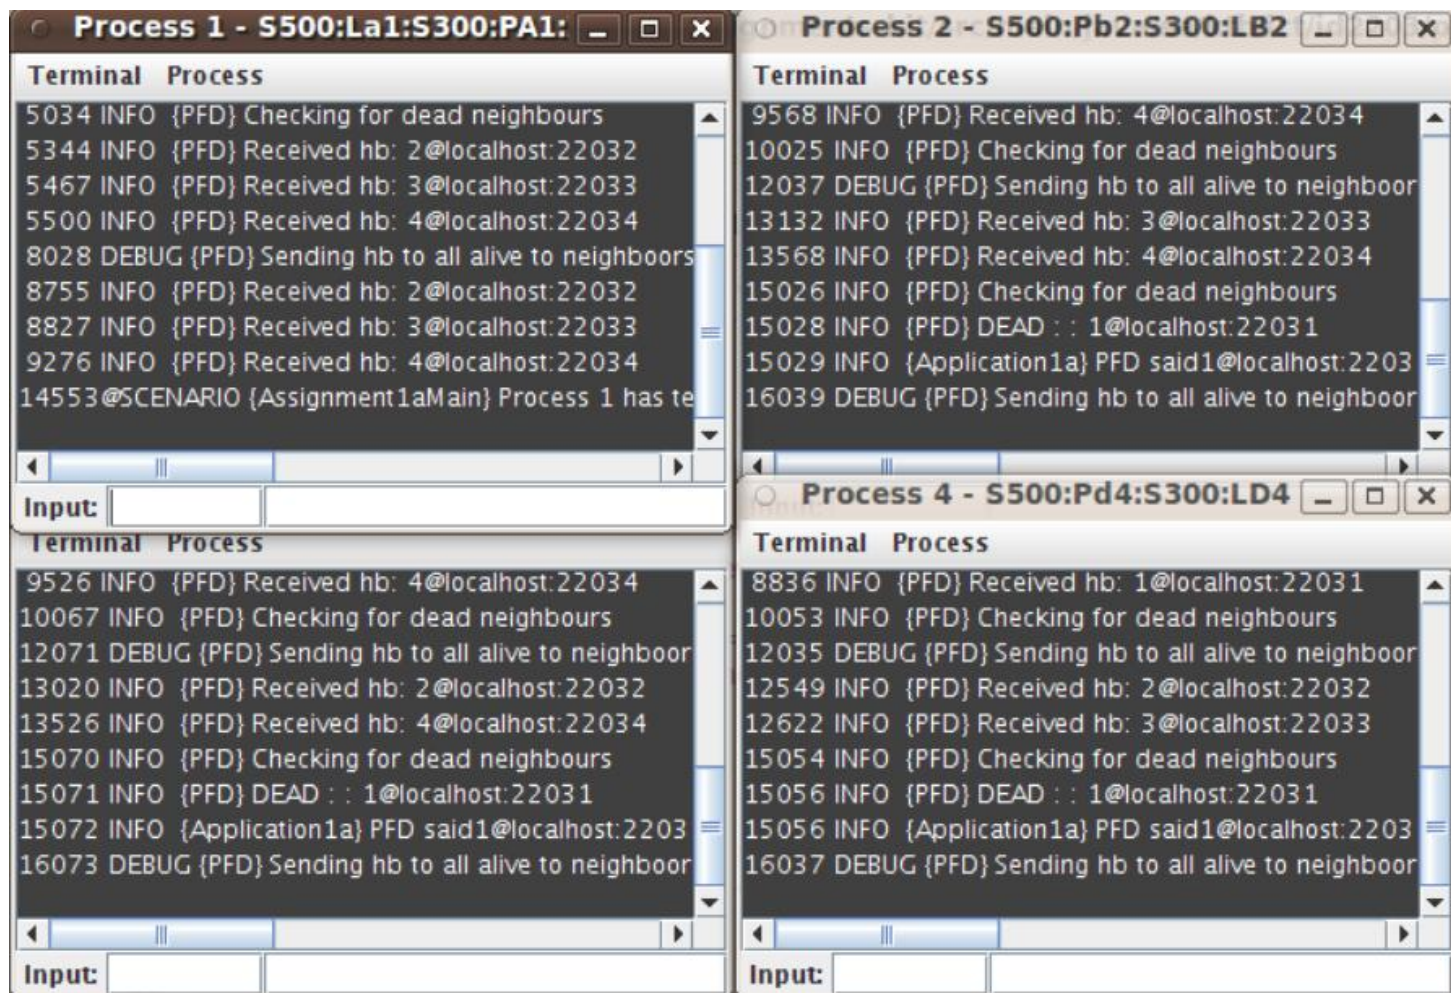 Process 1 - S500:La1:S300:PA1:
Terminal Process
5034 INFO {PFD} Checking for dead neighbours
5344 INFO {PFD} Received hb: 2@localhost:22032
5467 INFO {PFD} Received hb: 3@localhost:22033
5500 INFO {PFD} Received hb: 4@localhost:22034
8028 DEBUG {PFD} Sending hb to all alive to neighboors
8755 INFO {PFD} Received hb: 2@localhost:22032
8827 INFO {PFD} Received hb: 3@localhost:22033
9276 INFO {PFD} Received hb: 4@localhost:22034
14553@SCENARIO {Assignment1aMain} Process 1 has te
Input:
Process 2 - S500:Pb2:S300:LB2
Terminal Process
9568 INFO {PFD} Received hb: 4@localhost:22034
10025 INFO {PFD} Checking for dead neighbours
12037 DEBUG {PFD} Sending hb to all alive to neighboor
13132 INFO {PFD} Received hb: 3@localhost:22033
13568 INFO {PFD} Received hb: 4@localhost:22034
15026 INFO {PFD} Checking for dead neighbours
15028 INFO {PFD} DEAD : : 1@localhost:22031
15029 INFO {Application1a} PFD said1@localhost:2203
16039 DEBUG {PFD} Sending hb to all alive to neighboor
Terminal Process
9526 INFO {PFD} Received hb: 4@localhost:22034
10067 INFO {PFD} Checking for dead neighbours
12071 DEBUG {PFD} Sending hb to all alive to neighboor
13020 INFO {PFD} Received hb: 2@localhost:22032
13526 INFO {PFD} Received hb: 4@localhost:22034
15070 INFO {PFD} Checking for dead neighbours
15071 INFO {PFD} DEAD : : 1@localhost:22031
15072 INFO {Application1a} PFD said1@localhost:2203
16073 DEBUG {PFD} Sending hb to all alive to neighboor
Input:
Process 4 - S500:Pd4:S300:LD4
Terminal Process
8836 INFO {PFD} Received hb: 1@localhost:22031
10053 INFO {PFD} Checking for dead neighbours
12035 DEBUG {PFD} Sending hb to all alive to neighboor
12549 INFO {PFD} Received hb: 2@localhost:22032
12622 INFO {PFD} Received hb: 3@localhost:22033
15054 INFO {PFD} Checking for dead neighbours
15056 INFO {PFD} DEAD : : 1@localhost:22031
15056 INFO {Application1a} PFD said1@localhost:2203
16037 DEBUG {PFD} Sending hb to all alive to neighboor
Input: